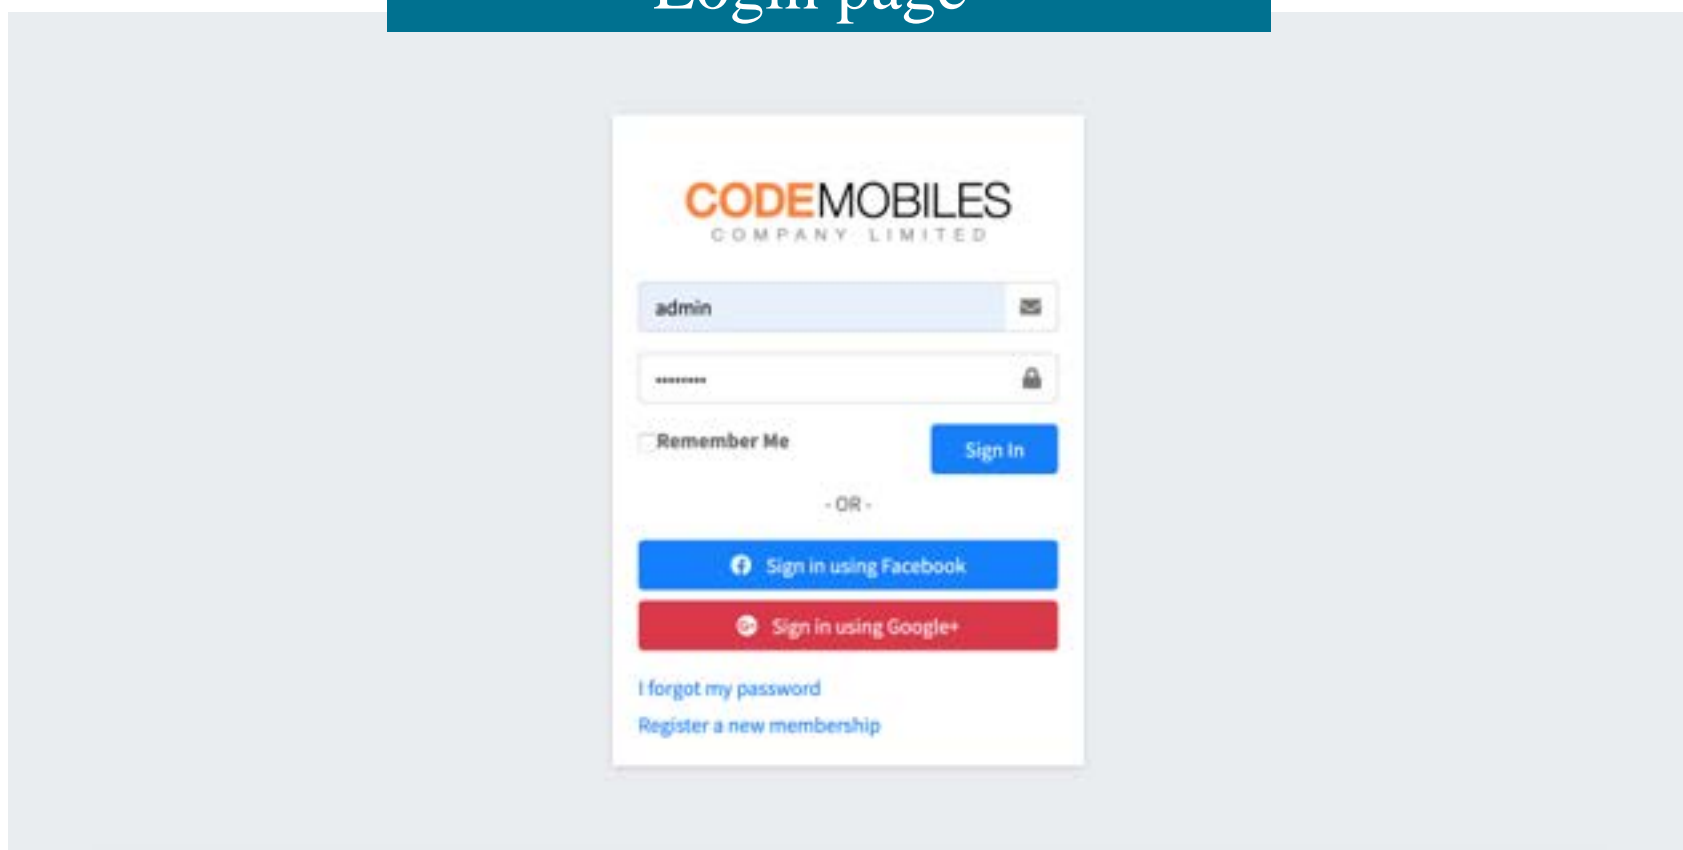 Login page
CODEMOBILES
COMPANY LIMITED
admin
Remember Me
Sign In
- OR -
Sign in using Facebook
Sign in using Google+
I forgot my password
Register a new membership